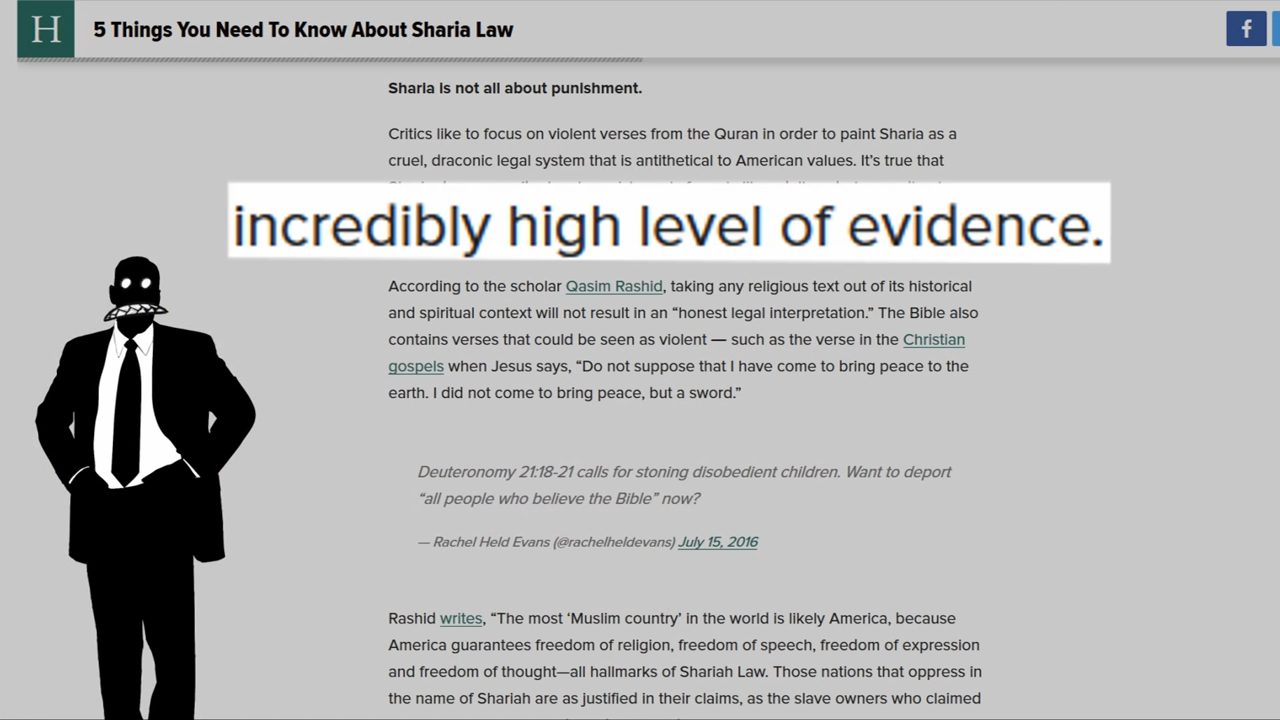 H 5 Things You Need To Know About Sharia Law f
Sharia is not all about punishment.
Critics like to focus on violent verses from the Quran in order to paint Sharia as a
cruel, draconic legal system that is antithetical to American values. It's true that
incredibly high level of evidence.
According to the scholar Qasim Rashid, taking any religious text out of its historical
and spiritual context will not result in an “honest legal interpretation.” The Bible also
contains verses that could be seen as violent — such as the verse in the Christian
gospels when Jesus says, “Do not suppose that I have come to bring peace to the
earth. I did not come to bring peace, but a sword.”
Deuteronomy 21:18-21 calls for stoning disobedient children. Want to deport
“all people who believe the Bible” now?
— Rachel Held Evans (@rachelheldevans) July 15, 2016
Rashid writes, “The most ‘Muslim country’ in the world is likely America, because
America guarantees freedom of religion, freedom of speech, freedom of expression
and freedom of thought—all hallmarks of Shariah Law. Those nations that oppress in
the name of Shariah are as justified in their claims, as the slave owners who claimed